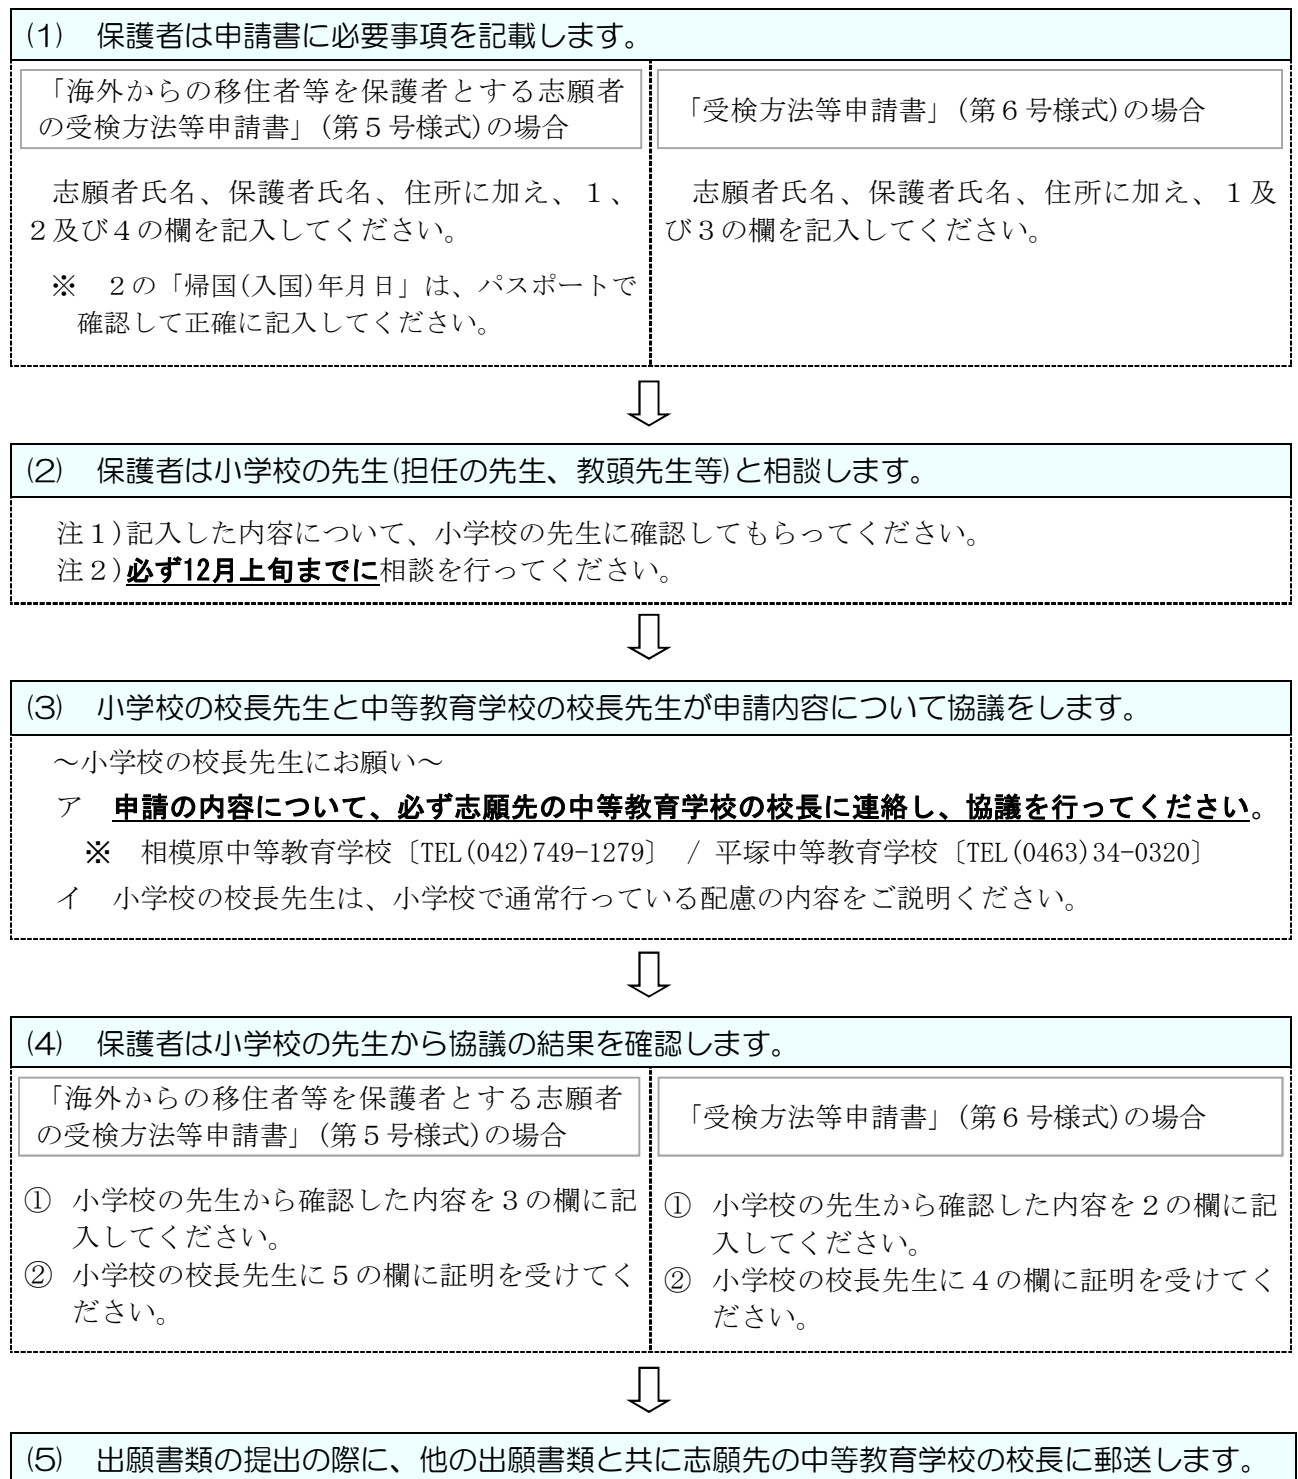 (1)　保護者は申請書に必要事項を記載します。
「海外からの移住者等を保護者とする志願者
の受検方法等申請書」(第５号様式)の場合
志願者氏名、保護者氏名、住所に加え、１、
２及び４の欄を記入してください。
※　２の「帰国(入国)年月日」は、パスポートで
確認して正確に記入してください。
「受検方法等申請書」(第６号様式)の場合
志願者氏名、保護者氏名、住所に加え、１及
び３の欄を記入してください。
(2)　保護者は小学校の先生(担任の先生、教頭先生等)と相談します。
注１)記入した内容について、小学校の先生に確認してもらってください。
注２)必ず12月上旬までに相談を行ってください。
(3)　小学校の校長先生と中等教育学校の校長先生が申請内容について協議をします。
～小学校の校長先生にお願い～
ア　申請の内容について、必ず志願先の中等教育学校の校長に連絡し、協議を行ってください。
※　相模原中等教育学校〔TEL(042)749-1279〕 / 平塚中等教育学校〔TEL(0463)34-0320〕
イ　小学校の校長先生は、小学校で通常行っている配慮の内容をご説明ください。
(4)　保護者は小学校の先生から協議の結果を確認します。
「海外からの移住者等を保護者とする志願者
の受検方法等申請書」(第５号様式)の場合
①　小学校の先生から確認した内容を３の欄に記
入してください。
②　小学校の校長先生に５の欄に証明を受けてく
ださい。
「受検方法等申請書」(第６号様式)の場合
①　小学校の先生から確認した内容を２の欄に記
入してください。
②　小学校の校長先生に４の欄に証明を受けてく
ださい。
(5)　出願書類の提出の際に、他の出願書類と共に志願先の中等教育学校の校長に郵送します。